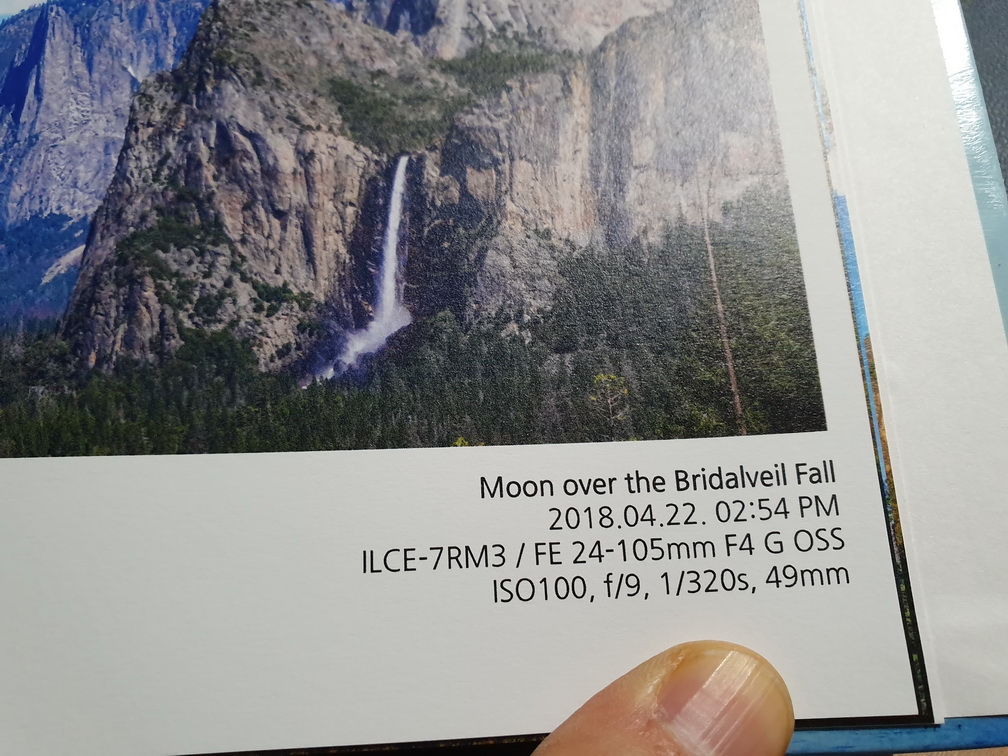 Moon over the Bridalveil Fall
2018.04.22. 02:54 PM
ILCE-7RM3 / FE 24-105mm F4 G OSS
ISO100, f/9, 1/320s, 49mm